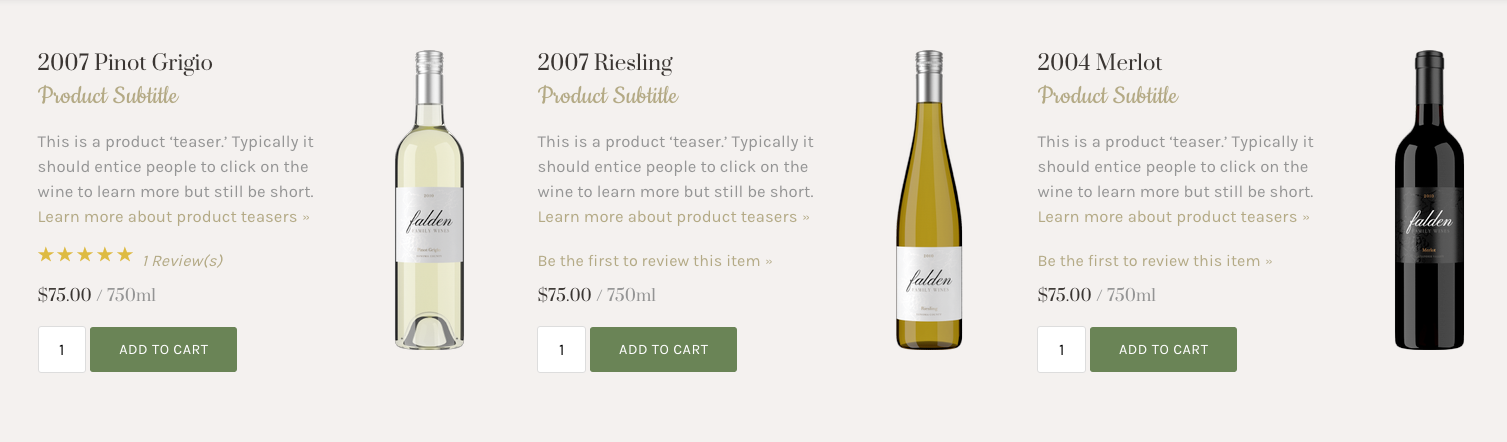 2007 Pinot Grigio
Product Subtitle
This is a product ‘teaser.’ Typically it
should entice people to click on the
wine to learn more but still be short.
Learn more about product teasers »
1 Review(s)
$75.00 / 750ml
1
ADD TO CART
falden
FAMILY WINES
Pinot Grigio
2007 Riesling
Product Subtitle
This is a product ‘teaser.’ Typically it
should entice people to click on the
wine to learn more but still be short.
Learn more about product teasers »
Be the first to review this item »
$75.00 / 750ml
1
ADD TO CART
falden
FAMILY WINES
Riesling
2004 Merlot
Product Subtitle
This is a product ‘teaser.’ Typically it
should entice people to click on the
wine to learn more but still be short.
Learn more about product teasers »
Be the first to review this item »
$75.00 / 750ml
1
ADD TO CART
falden
FAMILY WINES
Merlot